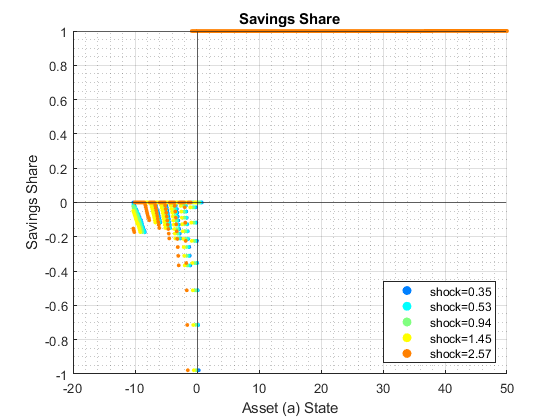 Savings Share
1
0.8
0.6
0.4
0.2
0
-0.2
-0.4
-0.6
-0.8
-1
Savings Share
shock=0.35
shock=0.53
shock=0.94
shock=1.45
shock=2.57
-20
-10
0
10
20
30
40
50
Asset (a) State